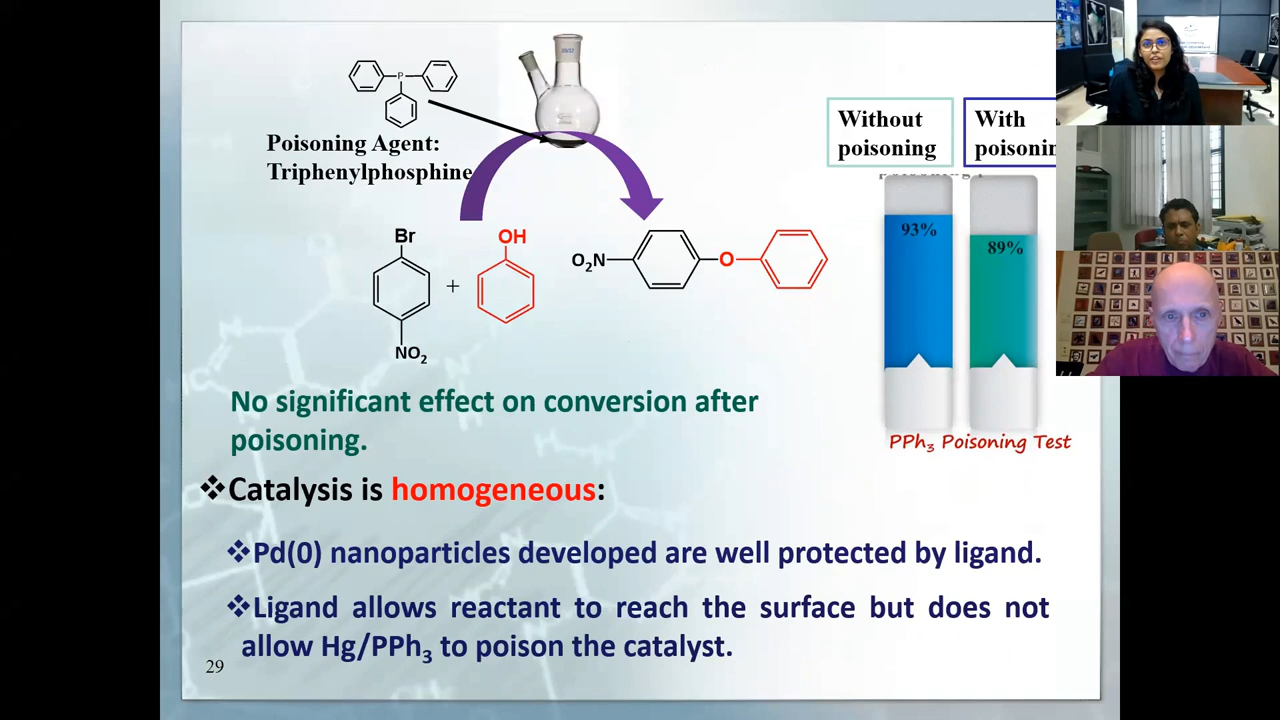 P
Poisoning Agent:
Triphenylphosphine
Without
poisoning
With
poisonin
93%
89%
Br
+
OH
NO2
O2N
O
PPh3 Poisoning Test
No significant effect on conversion after
poisoning.
❖Catalysis is homogeneous:
❖Pd(0) nanoparticles developed are well protected by ligand.
❖Ligand allows reactant to reach the surface but does not
allow Hg/PPh3 to poison the catalyst.
29